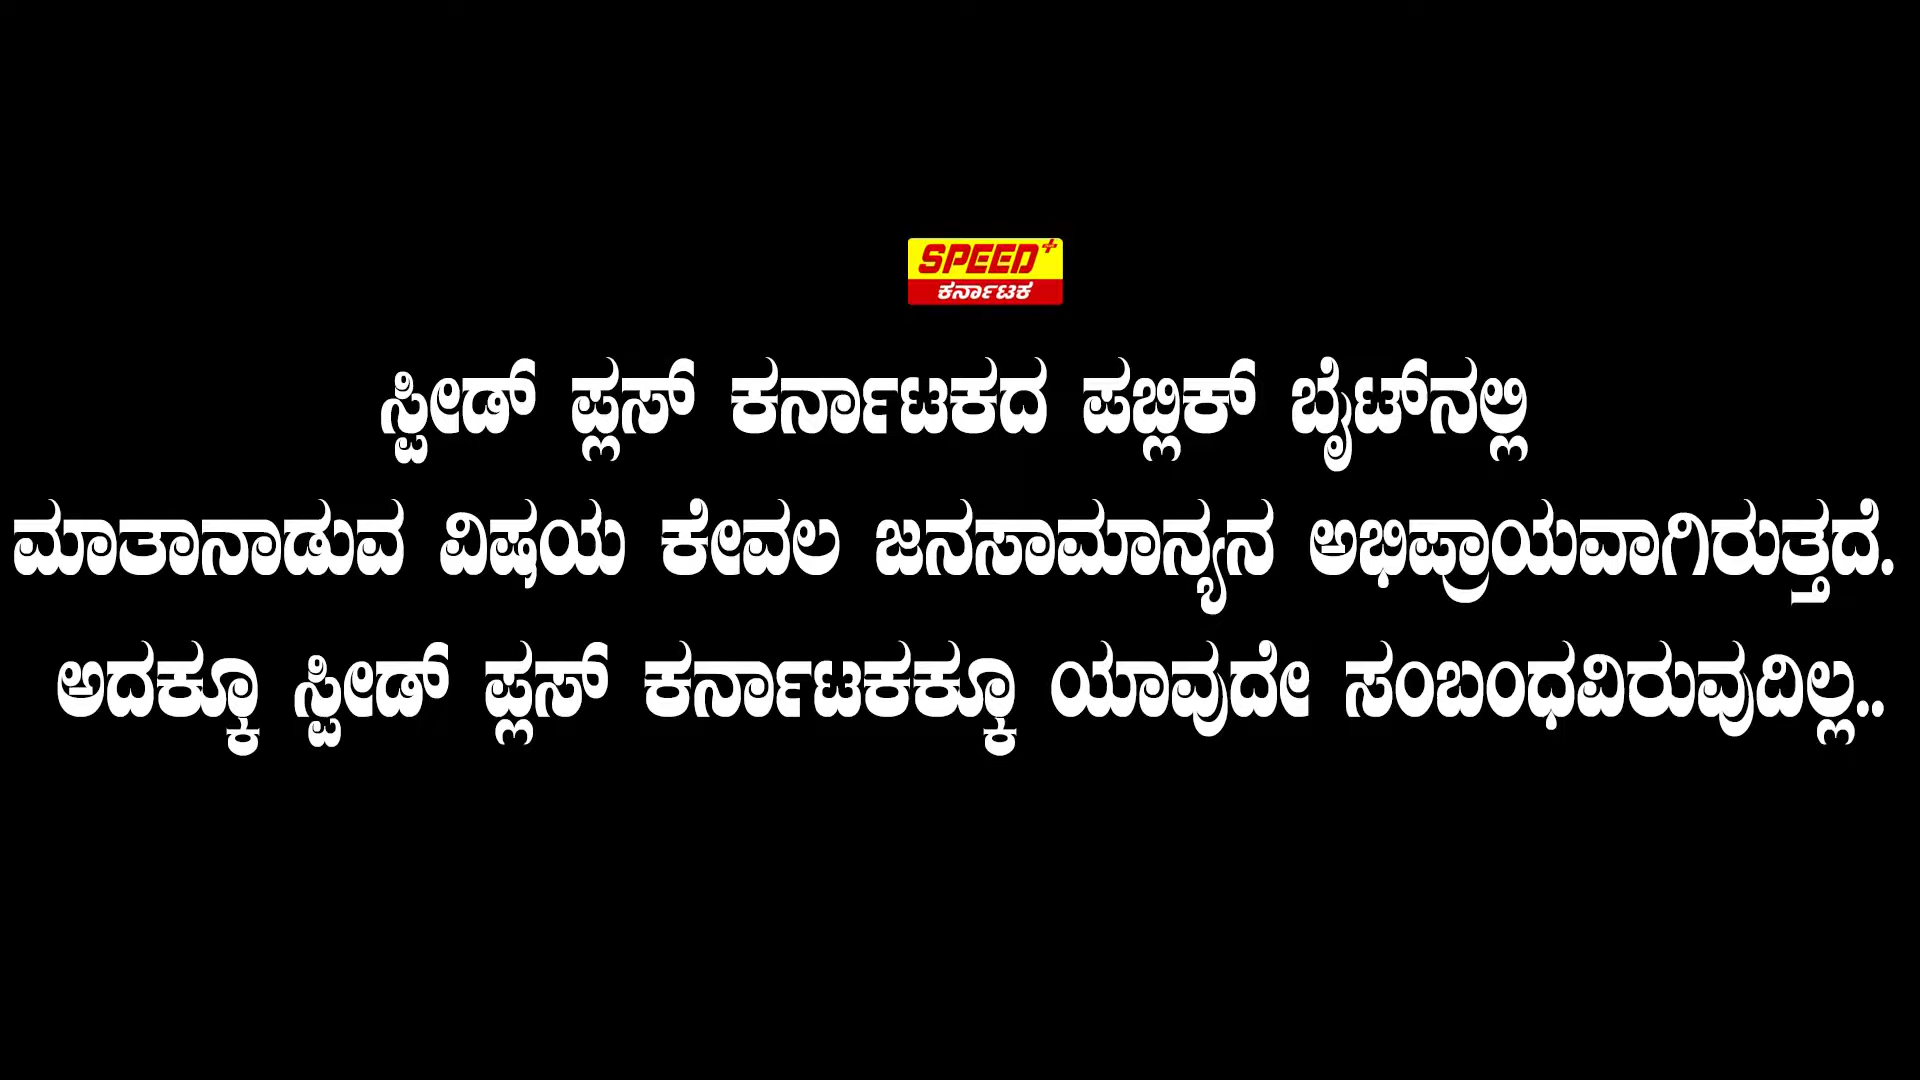 SPEED+
ಕರ್ನಾಟಕ
ಸ್ಪೀಡ್ ಪ್ಲಸ್ ಕರ್ನಾಟಕದ ಪಬ್ಲಿಕ್ ಬೈಟ್‌ನಲ್ಲಿ
ಮಾತಾನಾಡುವ ವಿಷಯ ಕೇವಲ ಜನಸಾಮಾನ್ಯನ ಅಭಿಪ್ರಾಯವಾಗಿರುತ್ತದೆ.
ಅದಕ್ಕೂ ಸ್ಪೀಡ್ ಪ್ಲಸ್ ಕರ್ನಾಟಕಕ್ಕೂ ಯಾವುದೇ ಸಂಬಂಧವಿರುವುದಿಲ್ಲ..